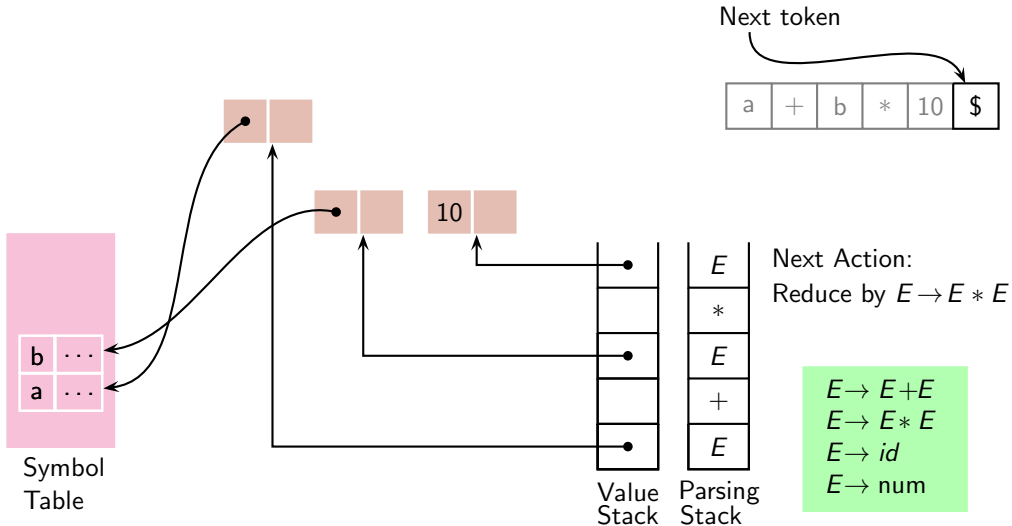 Next token
a + b * 10 $
10
E
Next Action:
Reduce by E → E * E
*
b ...
E
a ...
+
E → E+E
E → E * E
E
E → id
E → num
Symbol
Table
Value
Stack
Parsing
Stack